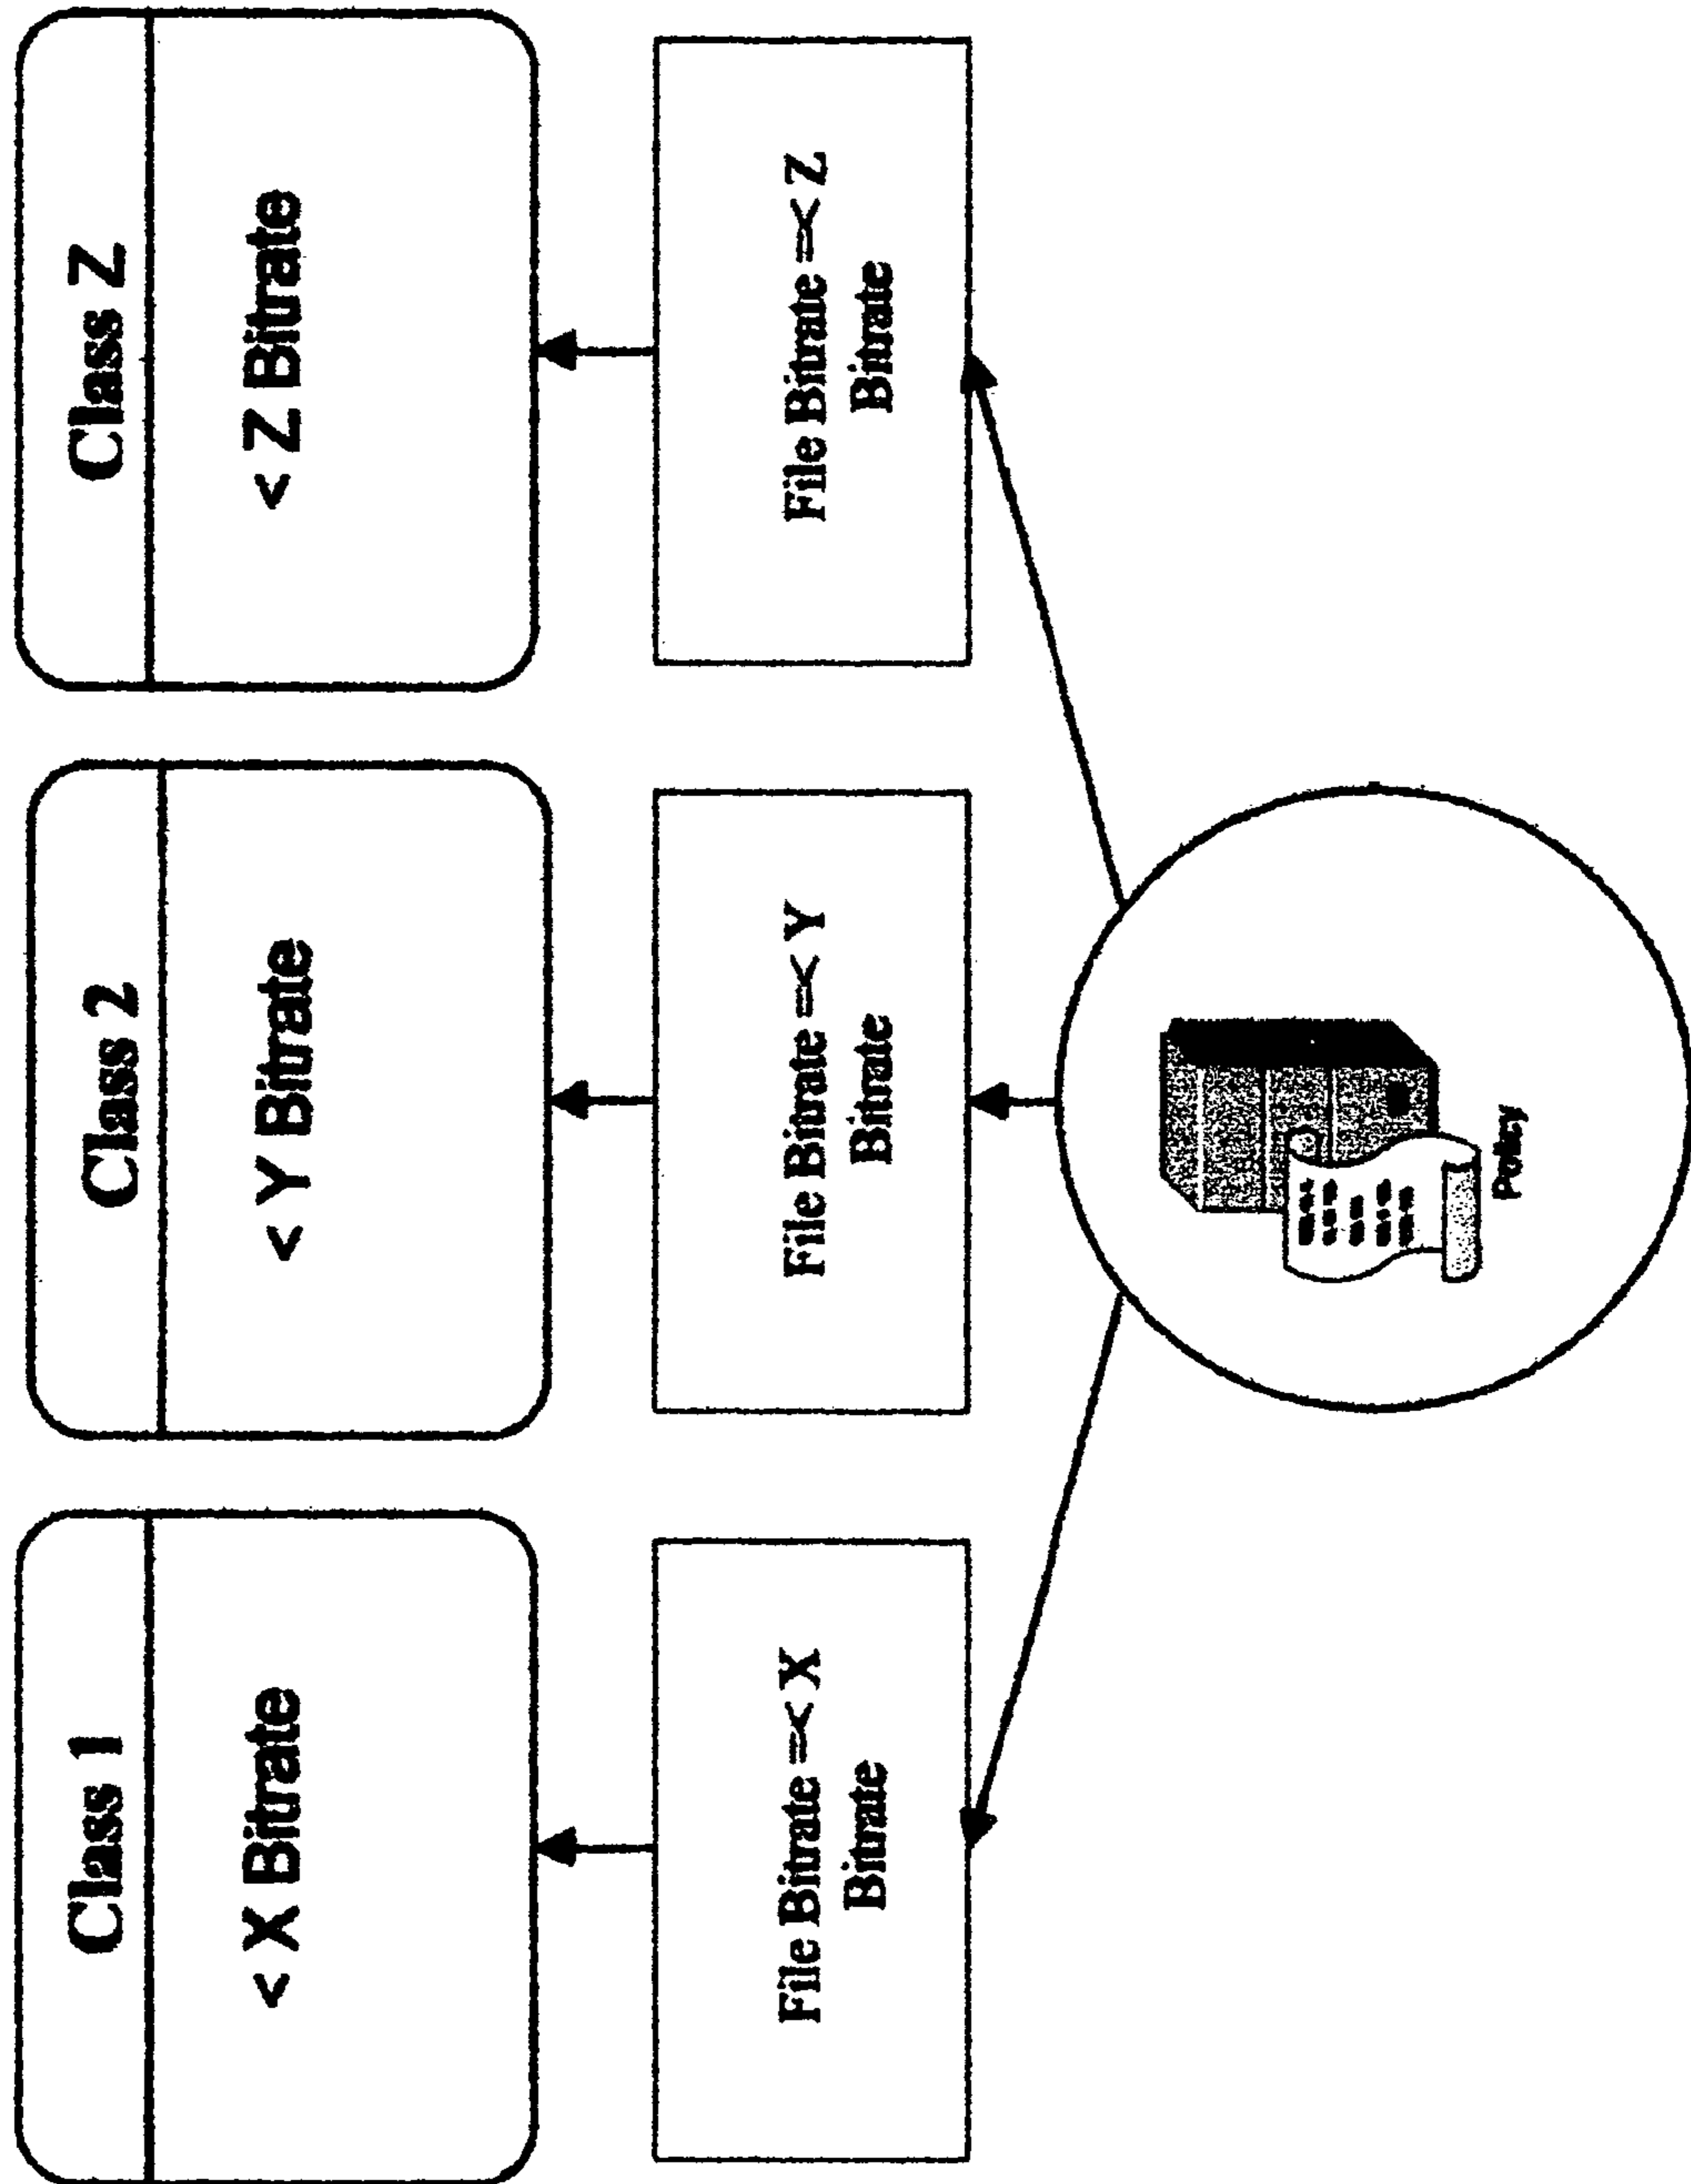 Class 1
< X Bitrate
Class 2
< Y Bitrate
Class Z
< Z Bitrate
File Bitrate =< X
Bitrate
File Bitrate =< Y
Bitrate
File Bitrate =< Z
Bitrate
Policy